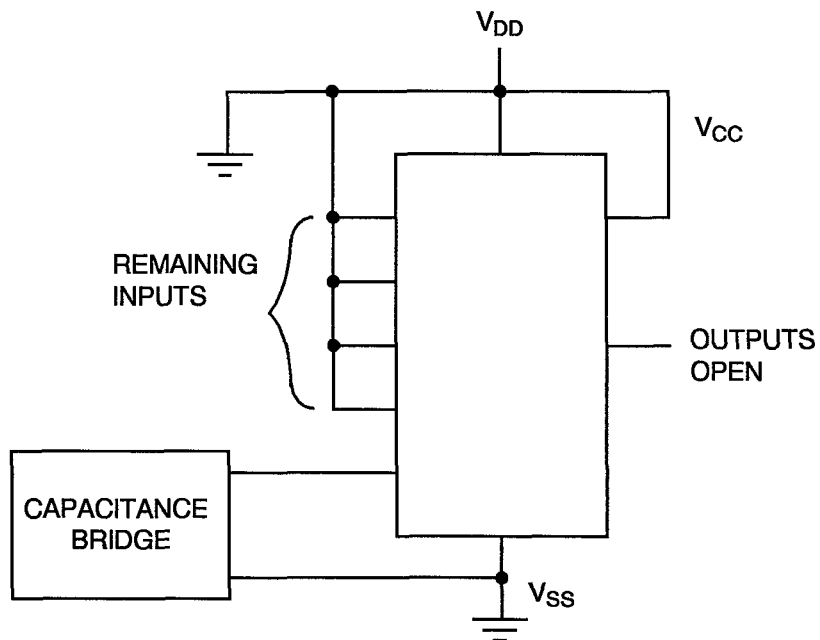 VDD
VCC
REMAINING
INPUTS
OUTPUTS
OPEN
CAPACITANCE
BRIDGE
VSS